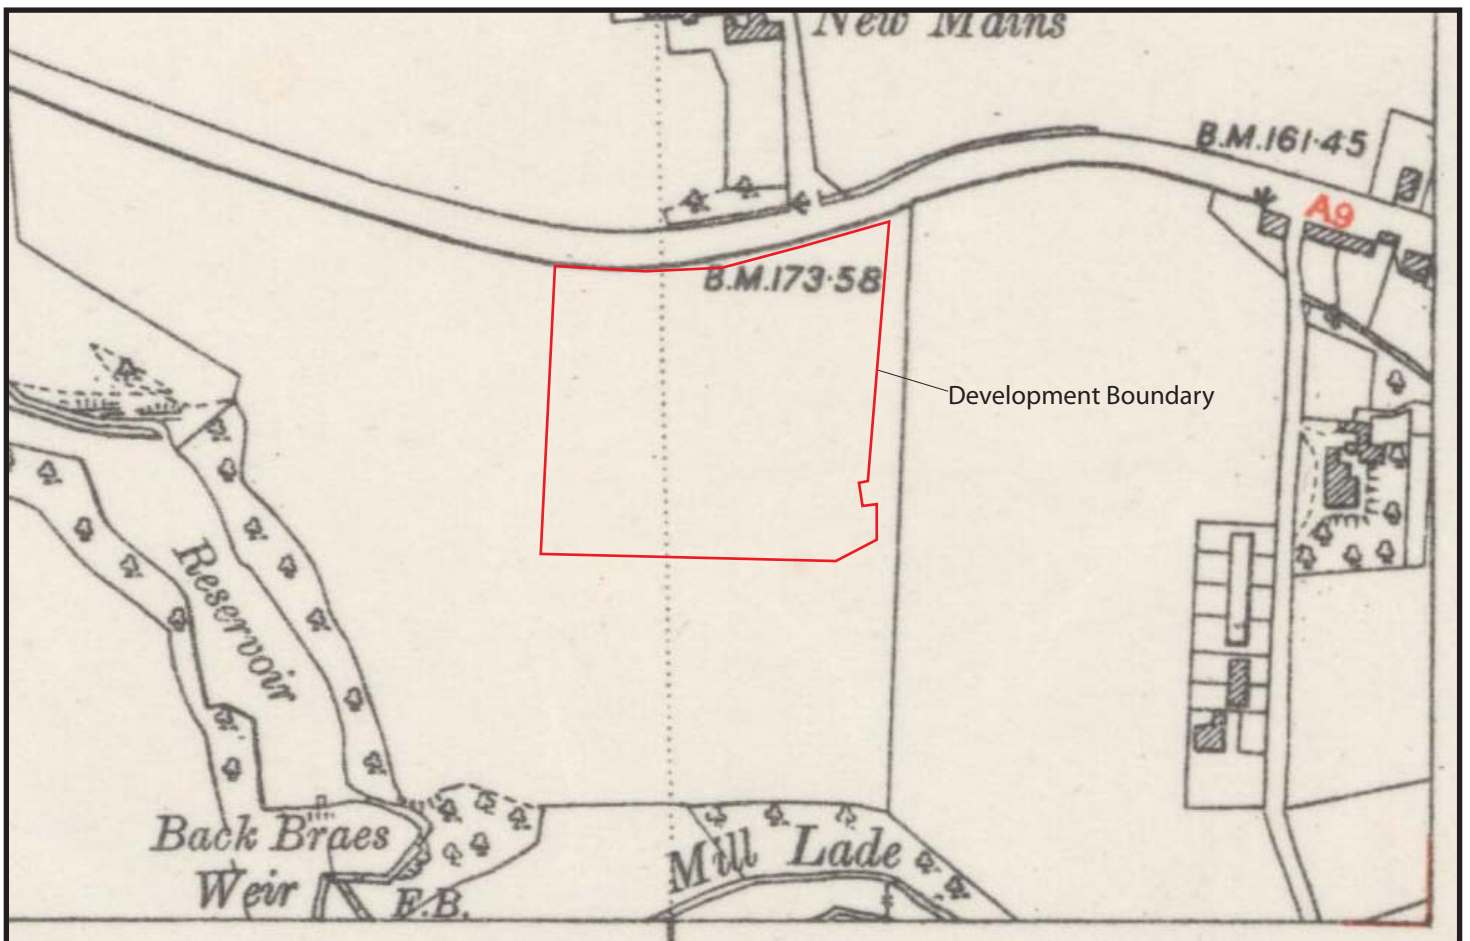 New Mains
B.M.161·45
A9
B.M.173·58
Development Boundary
Reservoir
Back Braes
Weir
F.B.
Mill Lade